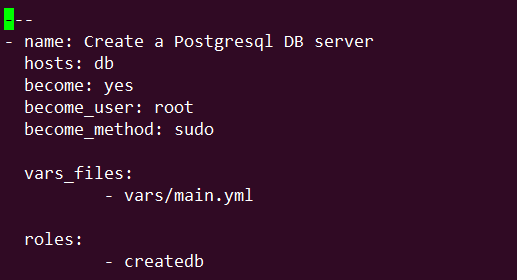 ---
- name: Create a Postgresql DB server
  hosts: db
  become: yes
  become_user: root
  become_method: sudo

  vars_files:
          - vars/main.yml

  roles:
          - createdb